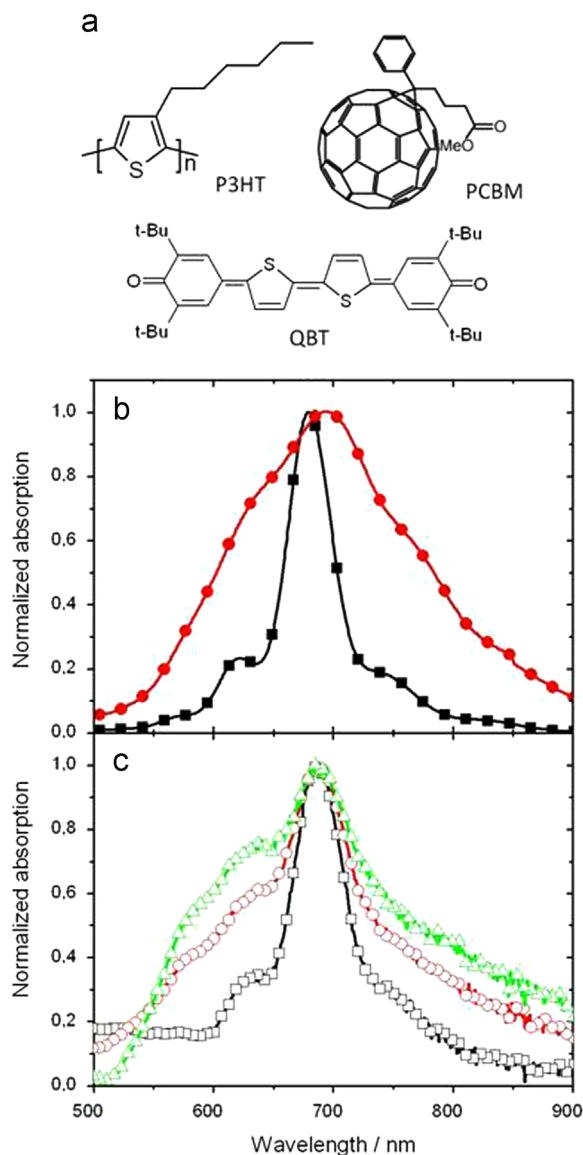 a
S
n
P3HT
O
MeO
PCBM
t-Bu
t-Bu
S
O
O
S
t-Bu
t-Bu
QBT
b
1.0
0.8
0.6
0.4
0.2
0.0
Normalized absorption
c
1.0
0.8
0.6
0.4
0.2
0.0
Normalized absorption
500 600 700 800 900
Wavelength / nm